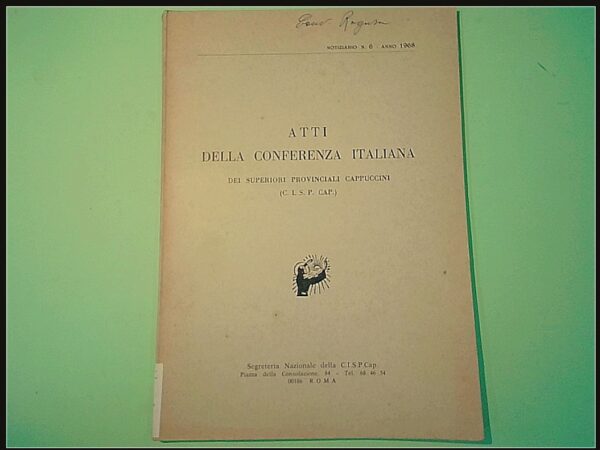 Ragusa
NOTIZIARIO N. 6 - ANNO 1968
ATTI
DELLA CONFERENZA ITALIANA
DEI SUPERIORI PROVINCIALI CAPPUCCINI
(C. I. S. P. CAP.)
Segreteria Nazionale della C.I.S.P.Cap.
Piazza della Consolazione, 84 - Tel. 68 46 54
00186 ROMA